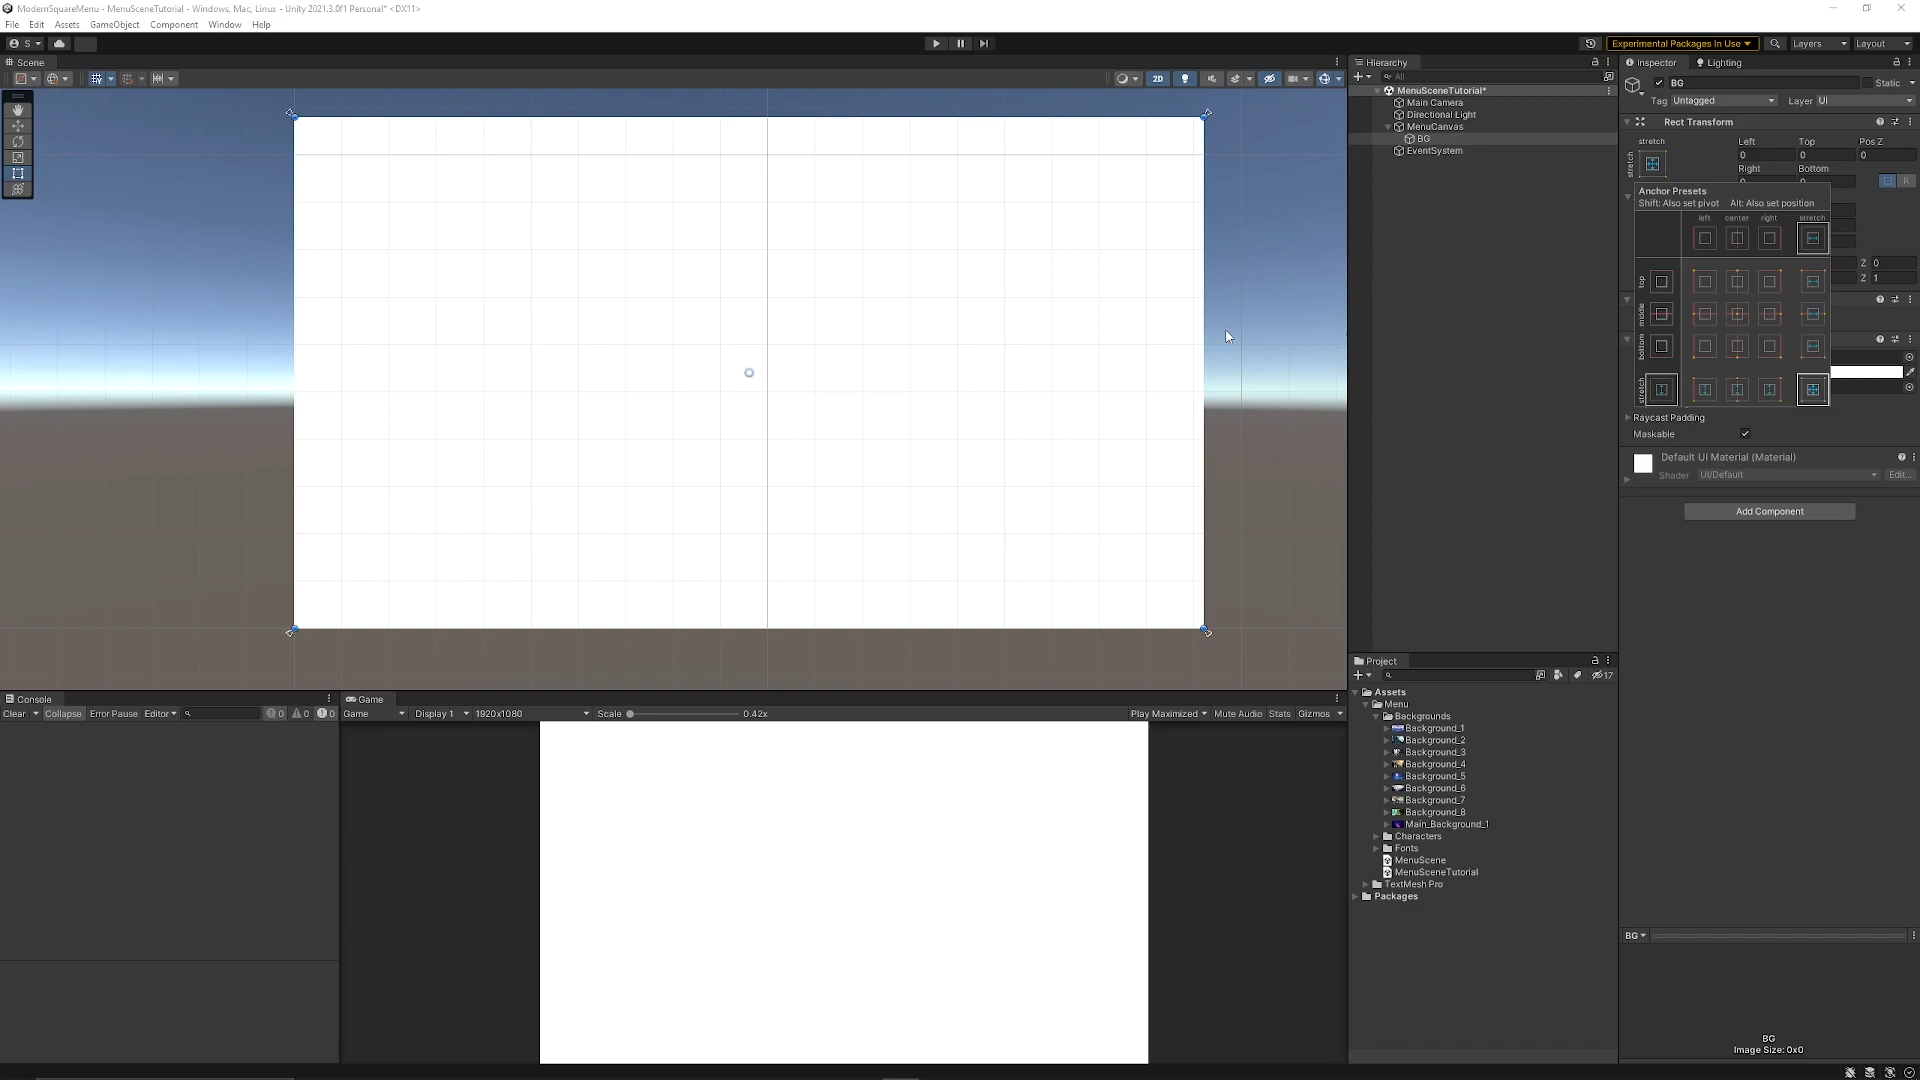 ModernSquareMenu - MenuSceneTutorial - Windows, Mac, Linux - Unity 2021.3.0f1 Personal* <DX11>
File Edit Assets GameObject Component Window Help
S
Experimental Packages In Use
Layers
Layout
Scene
2D
Hierarchy
All
MenuSceneTutorial*
Main Camera
Directional Light
MenuCanvas
BG
EventSystem
Inspector
Lighting
BG
Static
Tag Untagged
Layer UI
Rect Transform
stretch
stretch
Left Top Pos Z
0 0 0
Right Bottom
R
Anchor Presets
Shift: Also set pivot Alt: Also set position
left center right stretch
top
middle
bottom
stretch
Z 0
Z 1
Raycast Padding
Maskable
Default UI Material (Material)
Shader UI/Default
Edit...
Add Component
Console
Clear Collapse Error Pause Editor
0 0 0
Game
Game Display 1 1920x1080 Scale 0.42x Play Maximized Mute Audio Stats Gizmos
Project
17
Assets
Menu
Backgrounds
Background_1
Background_2
Background_3
Background_4
Background_5
Background_6
Background_7
Background_8
Main_Background_1
Characters
Fonts
MenuScene
MenuSceneTutorial
TextMesh Pro
Packages
BG
BG
Image Size: 0x0